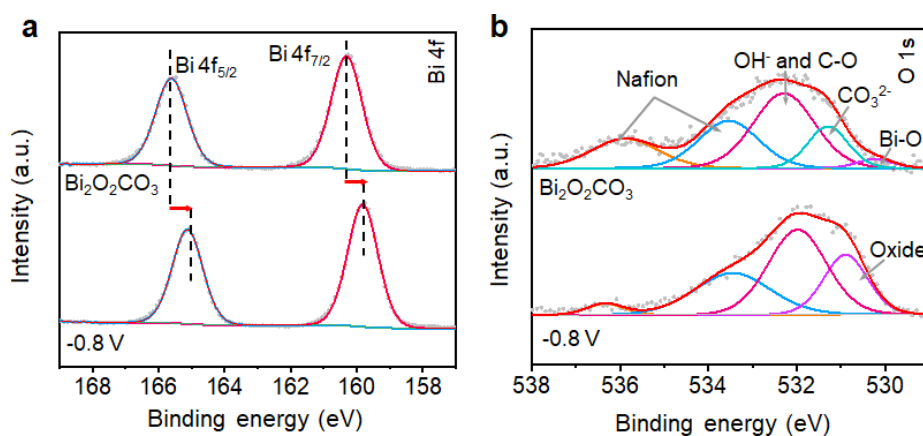 a
Bi 4f5/2
Bi 4f7/2
Bi 4f
Bi2O2CO3
-0.8 V
Intensity (a.u.)
168 166 164 162 160 158
Binding energy (eV)
b
Nafion
OH- and C-O
CO3 2-
Bi-O
O 1s
Bi2O2CO3
Oxide
-0.8 V
Intensity (a.u.)
538 536 534 532 530
Binding energy (eV)